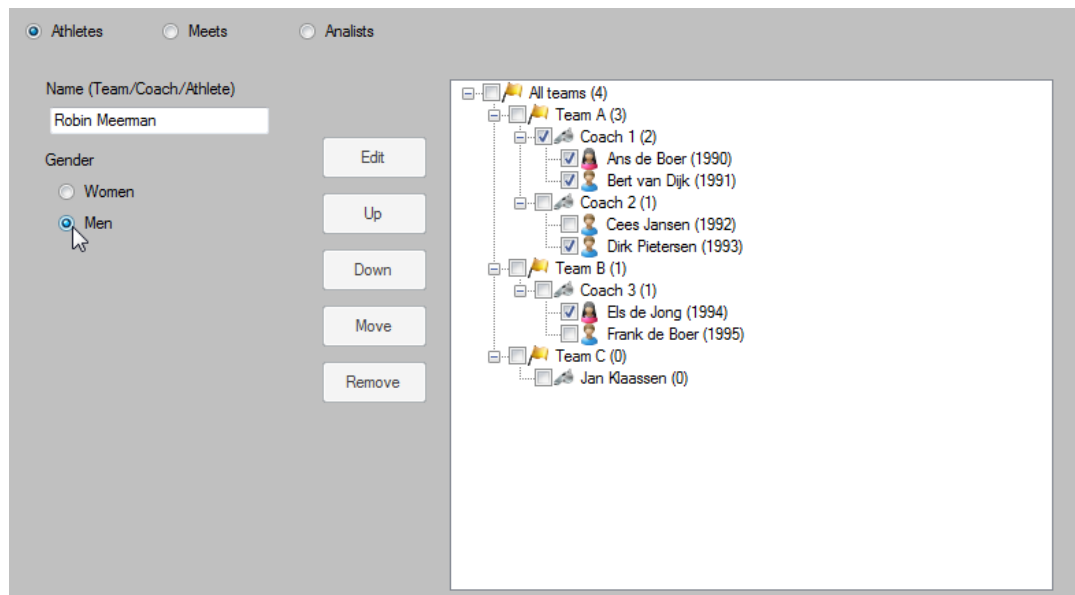 Athletes Meets Analists
Name (Team/Coach/Athlete)
Robin Meerman
Gender
Women
Men
Edit
Up
Down
Move
Remove
All teams (4)
Team A (3)
Coach 1 (2)
Ans de Boer (1990)
Bert van Dijk (1991)
Coach 2 (1)
Cees Jansen (1992)
Dirk Pietersen (1993)
Team B (1)
Coach 3 (1)
Els de Jong (1994)
Frank de Boer (1995)
Team C (0)
Jan Klaassen (0)